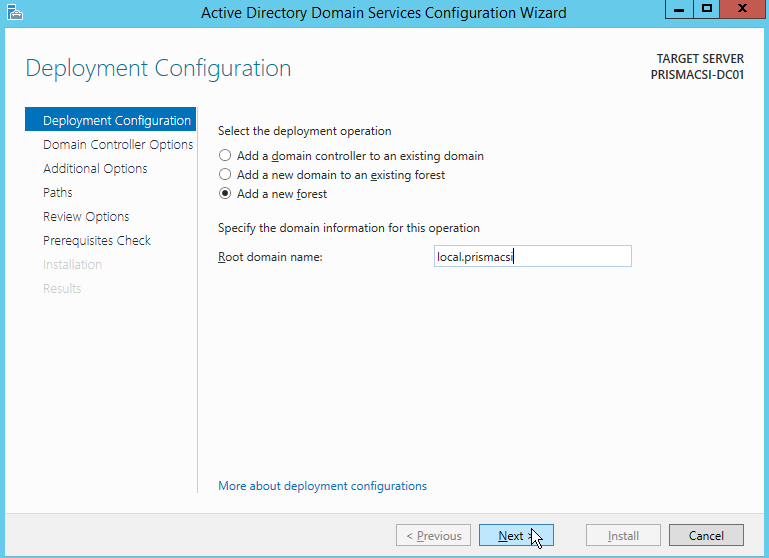 Active Directory Domain Services Configuration Wizard
Deployment Configuration
TARGET SERVER
PRISMACSI-DC01
Deployment Configuration
Domain Controller Options
Additional Options
Paths
Review Options
Prerequisites Check
Installation
Results
Select the deployment operation
Add a domain controller to an existing domain
Add a new domain to an existing forest
Add a new forest
Specify the domain information for this operation
Root domain name:
local.prismacsi
More about deployment configurations
< Previous
Next >
Install
Cancel